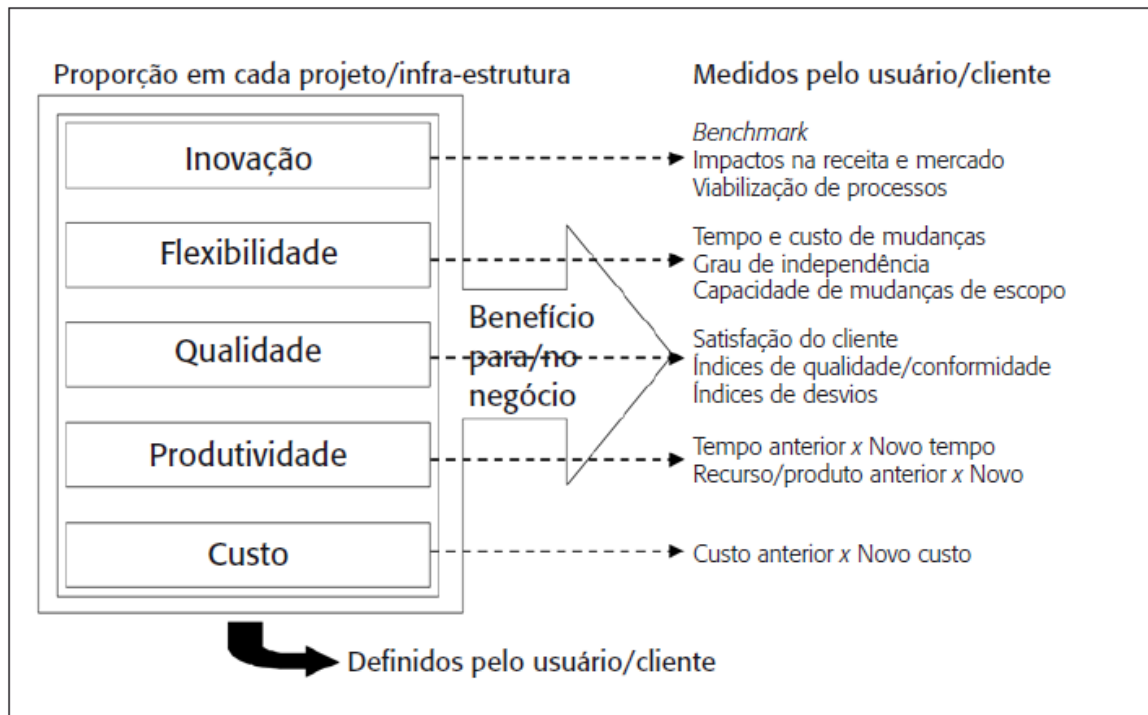 Proporção em cada projeto/infra-estrutura
Medidos pelo usuário/cliente
Inovação
Benchmark
Impactos na receita e mercado
Viabilização de processos
Flexibilidade
Tempo e custo de mudanças
Grau de independência
Capacidade de mudanças de escopo
Qualidade
Benefício
para/no
negócio
Satisfação do cliente
Índices de qualidade/conformidade
Índices de desvios
Produtividade
Tempo anterior x Novo tempo
Recurso/produto anterior x Novo
Custo
Custo anterior x Novo custo
Definidos pelo usuário/cliente